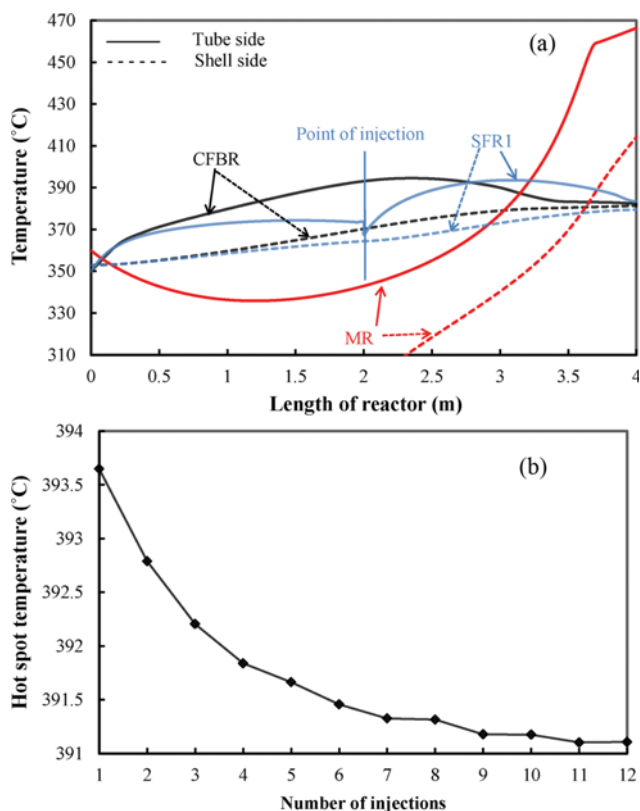 470
450
430
410
390
370
350
330
310
Temperature (˚C)
Tube side
Shell side
(a)
Point of injection
CFBR
SFR1
MR
0 0.5 1 1.5 2 2.5 3 3.5 4
Length of reactor (m)
394
393.5
393
392.5
392
391.5
391
Hot spot temperature (˚C)
(b)
1 2 3 4 5 6 7 8 9 10 11 12
Number of injections